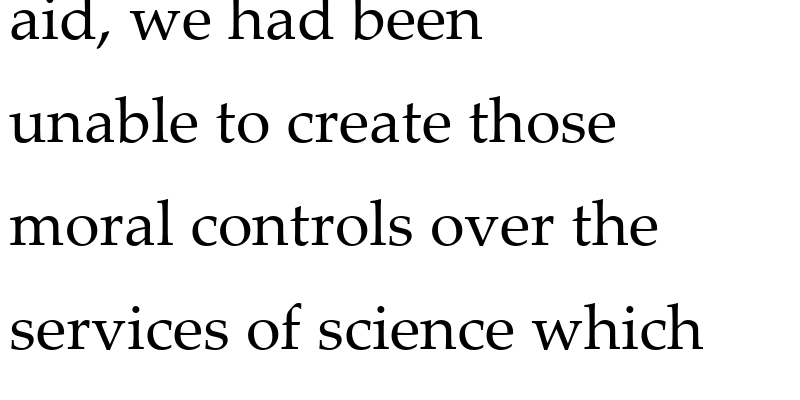 aid, we had been
unable to create those
moral controls over the
services of science which